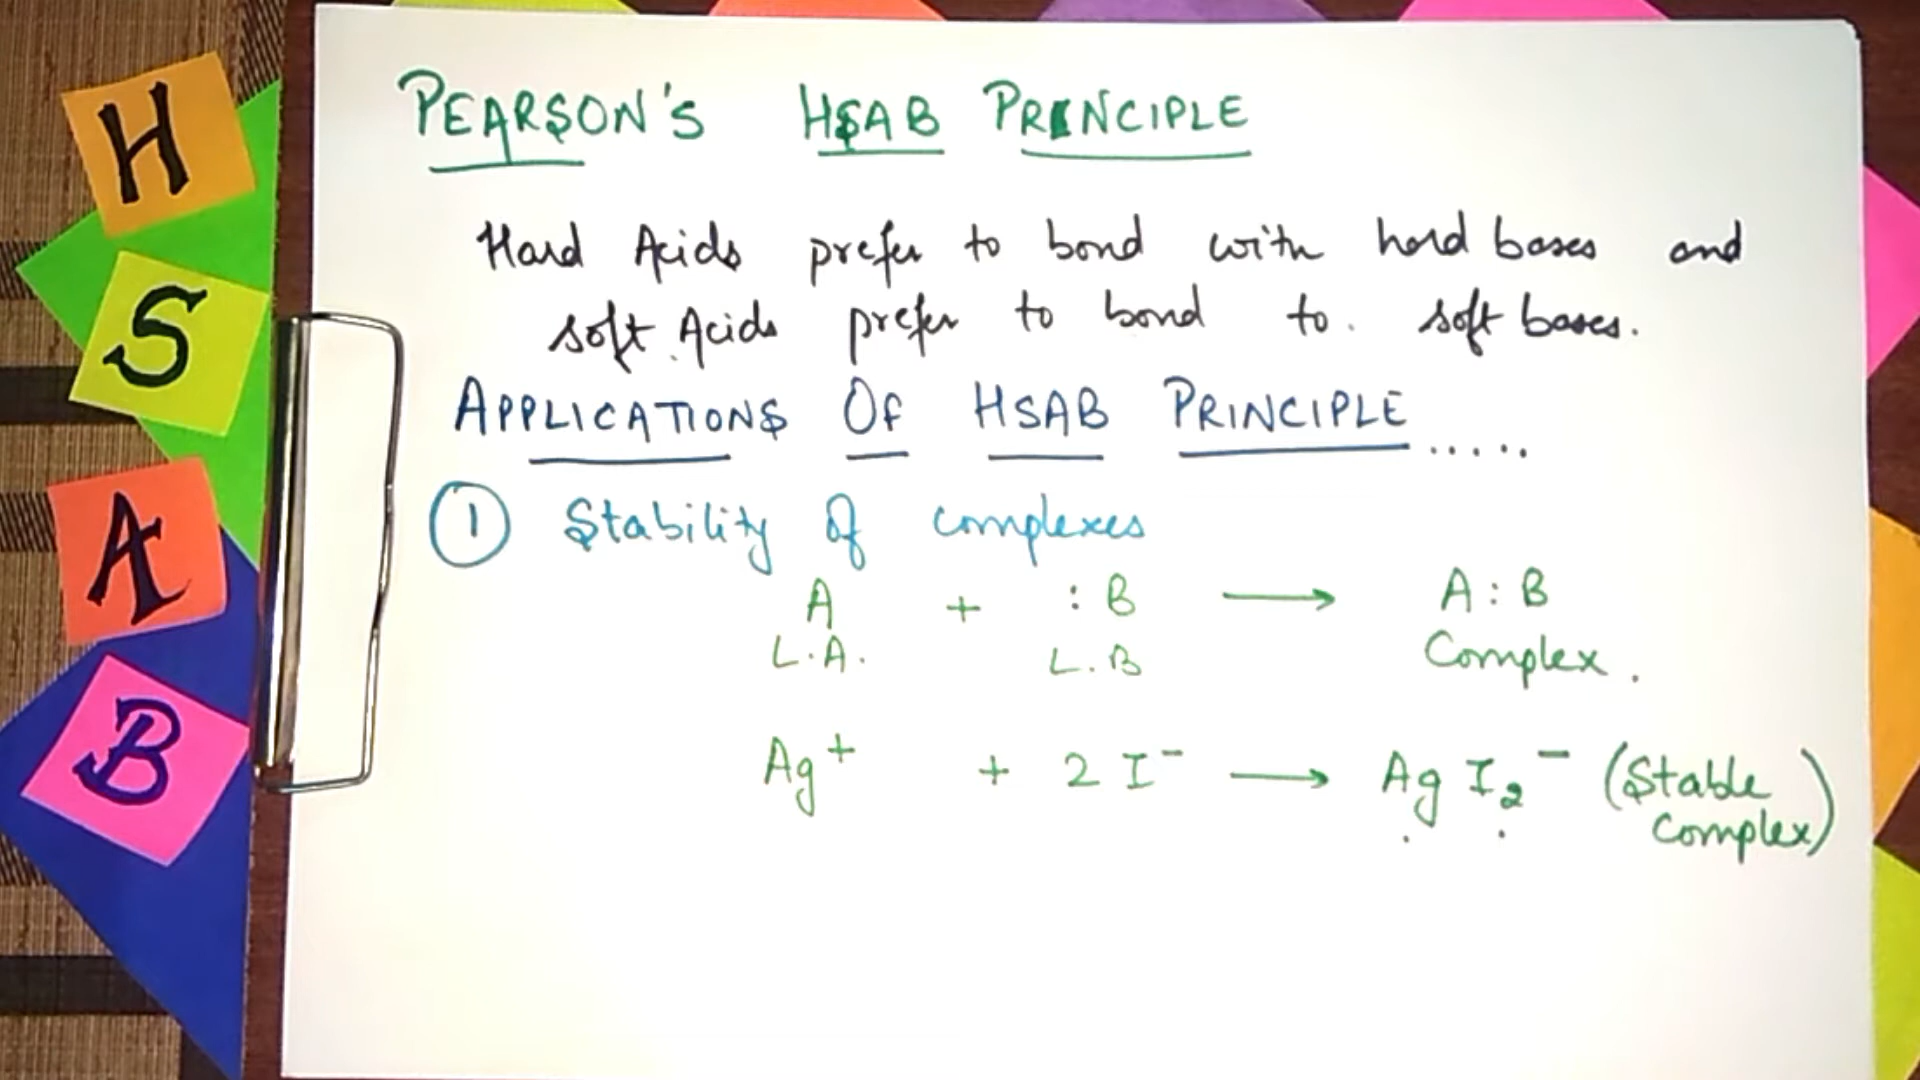 H
S
A
B
PEARSON'S HSAB PRINCIPLE
Hard Acids prefer to bond with hard bases and
soft Acids prefer to bond to. soft bases.
APPLICATIONS OF HSAB PRINCIPLE.....
① Stability of complexes
A + :B → A:B
L.A. L.B Complex.
Ag⁺ + 2I⁻ → AgI₂⁻ (Stable
Complex)